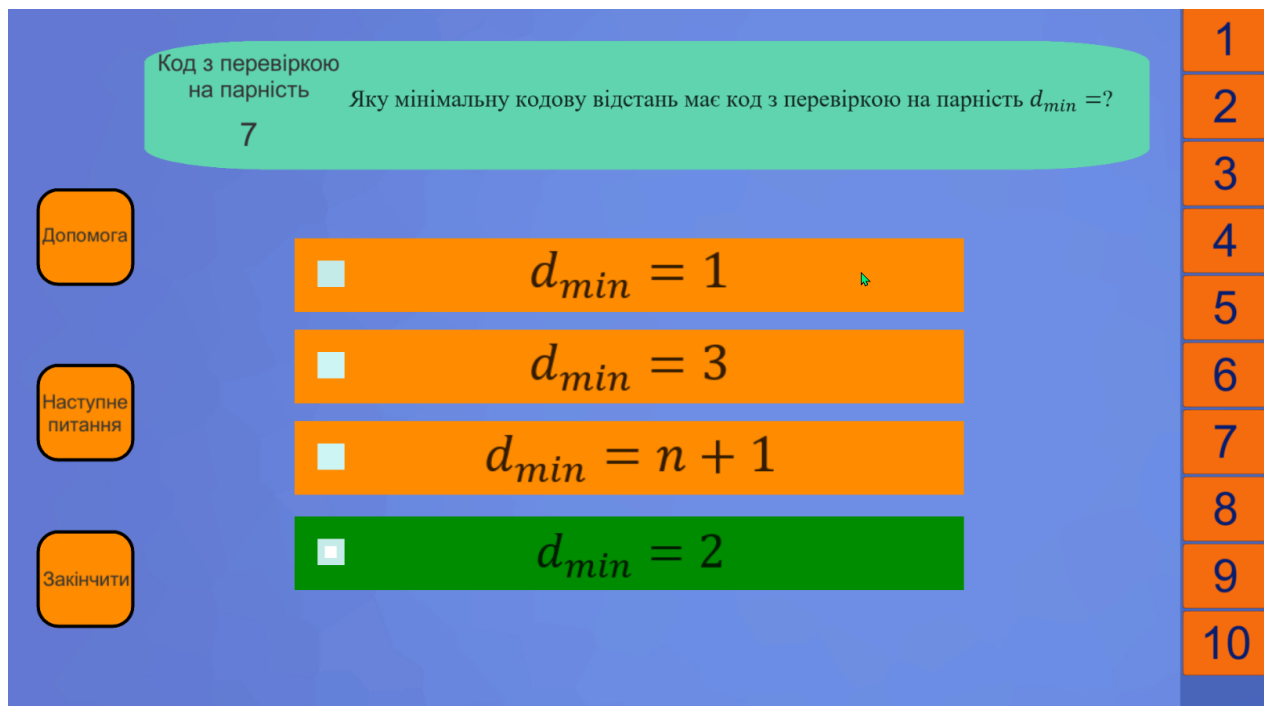 Код з перевіркою
на парність
7
Яку мінімальну кодову відстань має код з перевіркою на парність d_min =?
Допомога
Наступне
питання
Закінчити
d_min = 1
d_min = 3
d_min = n + 1
d_min = 2
1
2
3
4
5
6
7
8
9
10